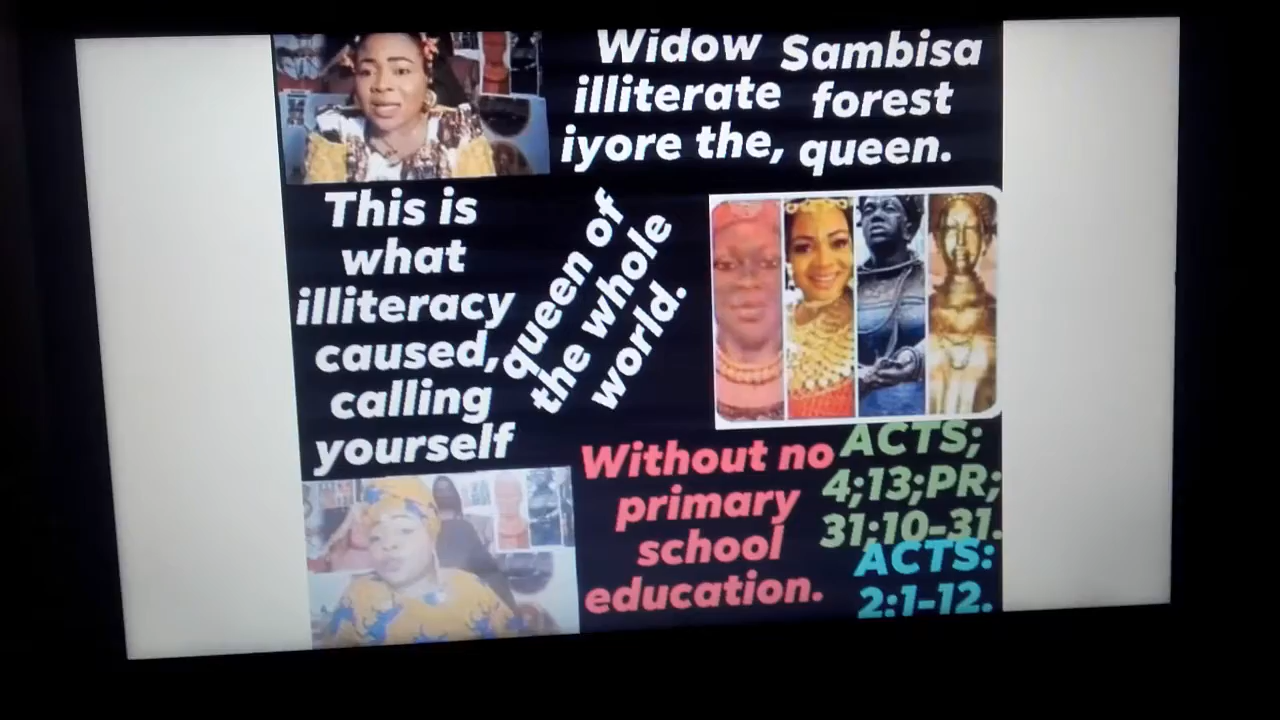 Widow
illiterate
iyore the,
Sambisa
forest
queen.
This is
what
illiteracy
caused,
calling
yourself
queen of
the whole
world.
Without no
primary
school
education.
ACTS;
4;13;PR;
31;10-31.
ACTS:
2:1-12.